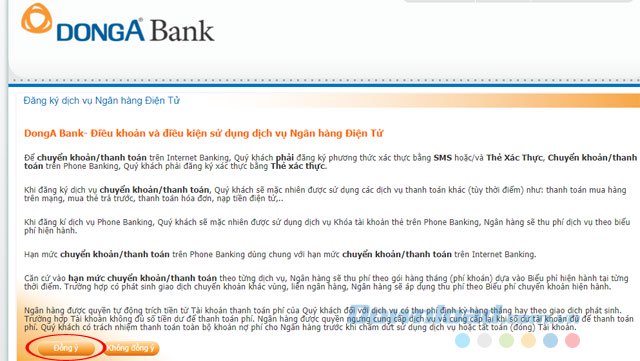 DONGA Bank
Đăng ký dịch vụ Ngân hàng Điện Tử
DongA Bank- Điều khoản và điều kiện sử dụng dịch vụ Ngân hàng Điện Tử
Để chuyển khoản/thanh toán trên Internet Banking, Quý khách phải đăng ký phương thức xác thực bằng SMS hoặc/và Thẻ Xác Thực, Chuyển khoản/thanh
toán trên Phone Banking, Quý khách phải đăng ký xác thực bằng Thẻ xác thực.
Khi đăng ký dịch vụ chuyển khoản/thanh toán, Quý khách sẽ mặc nhiên được sử dụng các dịch vụ thanh toán khác (tùy thời điểm) như: thanh toán mua hàng
trên mạng, mua thẻ trả trước, thanh toán hóa đơn, nạp tiền điện tử,..
Khi đăng kí dịch vụ Phone Banking, Quý khách sẽ mặc nhiên được sử dụng dịch vụ Khóa tài khoản thẻ trên Phone Banking, Ngân hàng sẽ thu phí dịch vụ theo biểu
phí hiện hành.
Hạn mức chuyển khoản/thanh toán trên Phone Banking dùng chung với hạn mức chuyển khoản/thanh toán trên Internet Banking.
Căn cứ vào hạn mức chuyển khoản/thanh toán theo từng dịch vụ, Ngân hàng sẽ thu phí theo gói hàng tháng (phí khoán) dựa vào Biểu phí hiện hành tại từng
thời điểm. Trường hợp có phát sinh giao dịch chuyển khoản khác vùng, liên ngân hàng, Ngân hàng sẽ áp dụng thu phí theo Biểu phí chuyển khoản hiện hành.
Ngân hàng được quyền tự động trích tiền từ Tài khoản thanh toán của Quý khách đối với các loại phí thu định kỳ hàng tháng hay theo giao dịch phát sinh.
Trường hợp Tài khoản không đủ số tiền dư để thanh toán phí, Ngân hàng được quyền ngừng cung cấp dịch vụ và cung cấp lại khi số dư tài khoản đủ để thanh toán
phí. Quý khách có trách nhiệm thanh toán toàn bộ khoản nợ phí cho Ngân hàng trước khi chấm dứt sử dụng dịch vụ hoặc tất toán (đóng) Tài khoản.
Đồng ý Không đồng ý